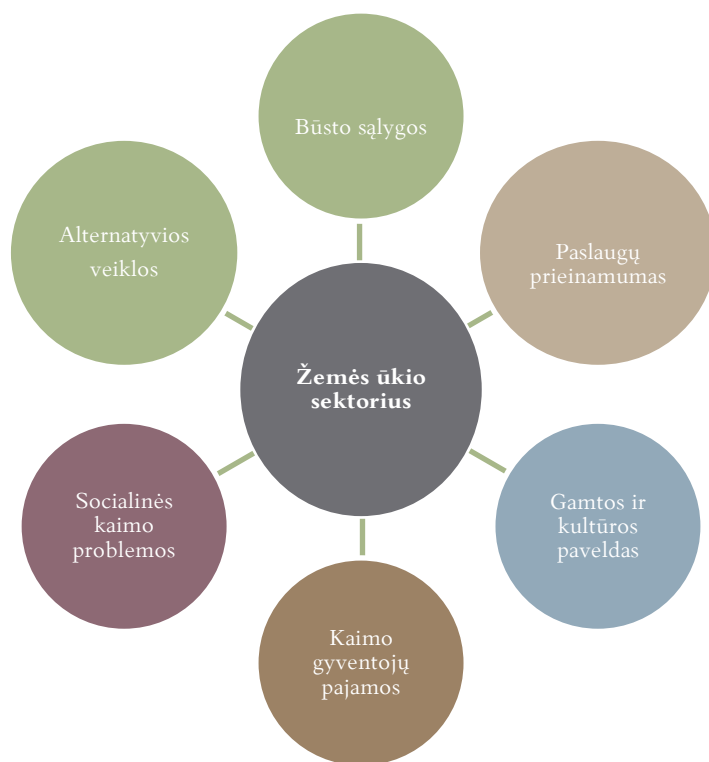 Būsto sąlygos
Alternatyvios
veiklos
Paslaugų
prieinamumas
Žemės ūkio
sektorius
Socialinės
kaimo
problemos
Gamtos ir
kultūros
paveldas
Kaimo
gyventojų
pajamos